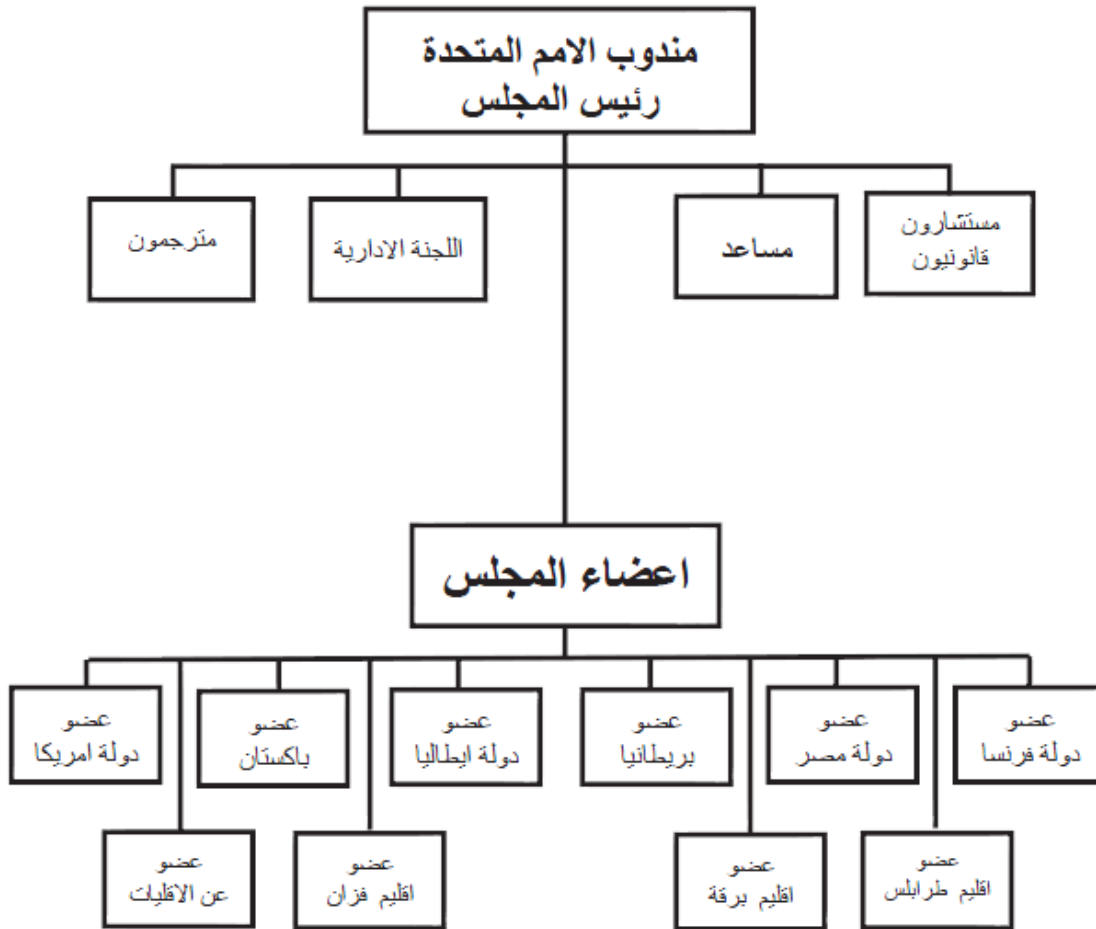 مندوب الامم المتحدة
رئيس المجلس
مستشارون
قانونيون
مساعد
اللجنة الادارية
مترجمون
اعضاء المجلس
عضو
دولة فرنسا
عضو
دولة مصر
عضو
بريطانيا
عضو
دولة ايطاليا
عضو
باكستان
عضو
دولة امريكا
عضو
اقليم طرابلس
عضو
اقليم برقة
عضو
اقليم فزان
عضو
عن الاقليات